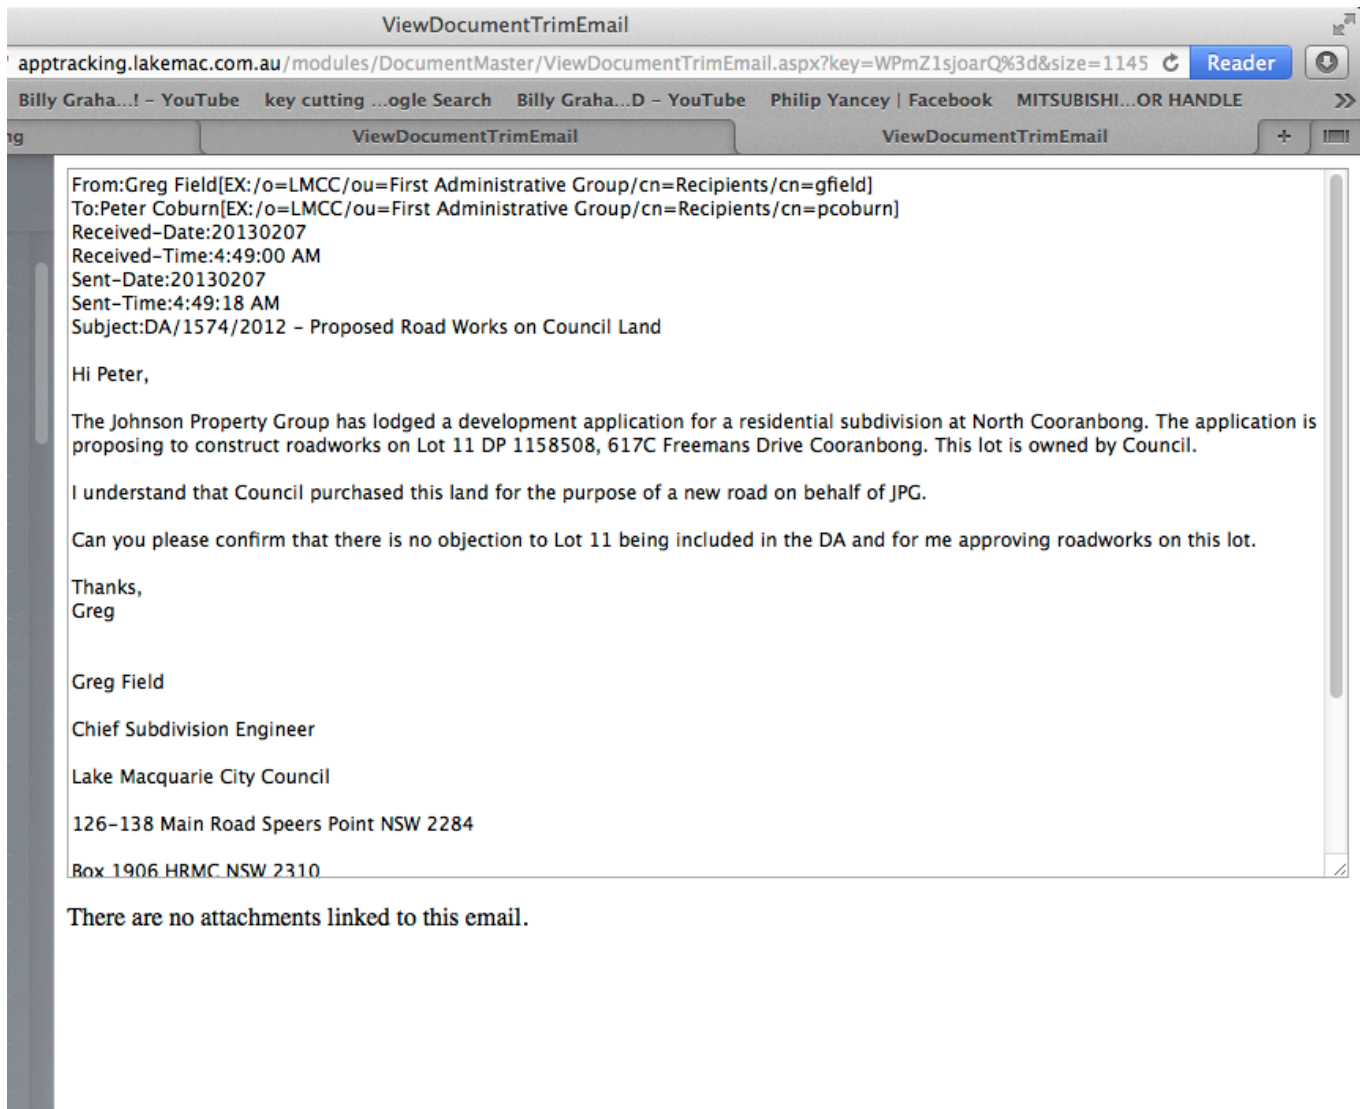 ViewDocumentTrimEmail
apptracking.lakemac.com.au/modules/DocumentMaster/ViewDocumentTrimEmail.aspx?key=WPmZ1sjoarQ%3d&size=1145 Reader
Billy Graha...! - YouTube key cutting ...ogle Search Billy Graha...D - YouTube Philip Yancey | Facebook MITSUBISHI...OR HANDLE >>
ViewDocumentTrimEmail ViewDocumentTrimEmail +
From:Greg Field[EX:/o=LMCC/ou=First Administrative Group/cn=Recipients/cn=gfield]
To:Peter Coburn[EX:/o=LMCC/ou=First Administrative Group/cn=Recipients/cn=pcoburn]
Received-Date:20130207
Received-Time:4:49:00 AM
Sent-Date:20130207
Sent-Time:4:49:18 AM
Subject:DA/1574/2012 - Proposed Road Works on Council Land
Hi Peter,
The Johnson Property Group has lodged a development application for a residential subdivision at North Cooranbong. The application is
proposing to construct roadworks on Lot 11 DP 1158508, 617C Freemans Drive Cooranbong. This lot is owned by Council.
I understand that Council purchased this land for the purpose of a new road on behalf of JPG.
Can you please confirm that there is no objection to Lot 11 being included in the DA and for me approving roadworks on this lot.
Thanks,
Greg
Greg Field
Chief Subdivision Engineer
Lake Macquarie City Council
126-138 Main Road Speers Point NSW 2284
Box 1906 HRMC NSW 2310
There are no attachments linked to this email.